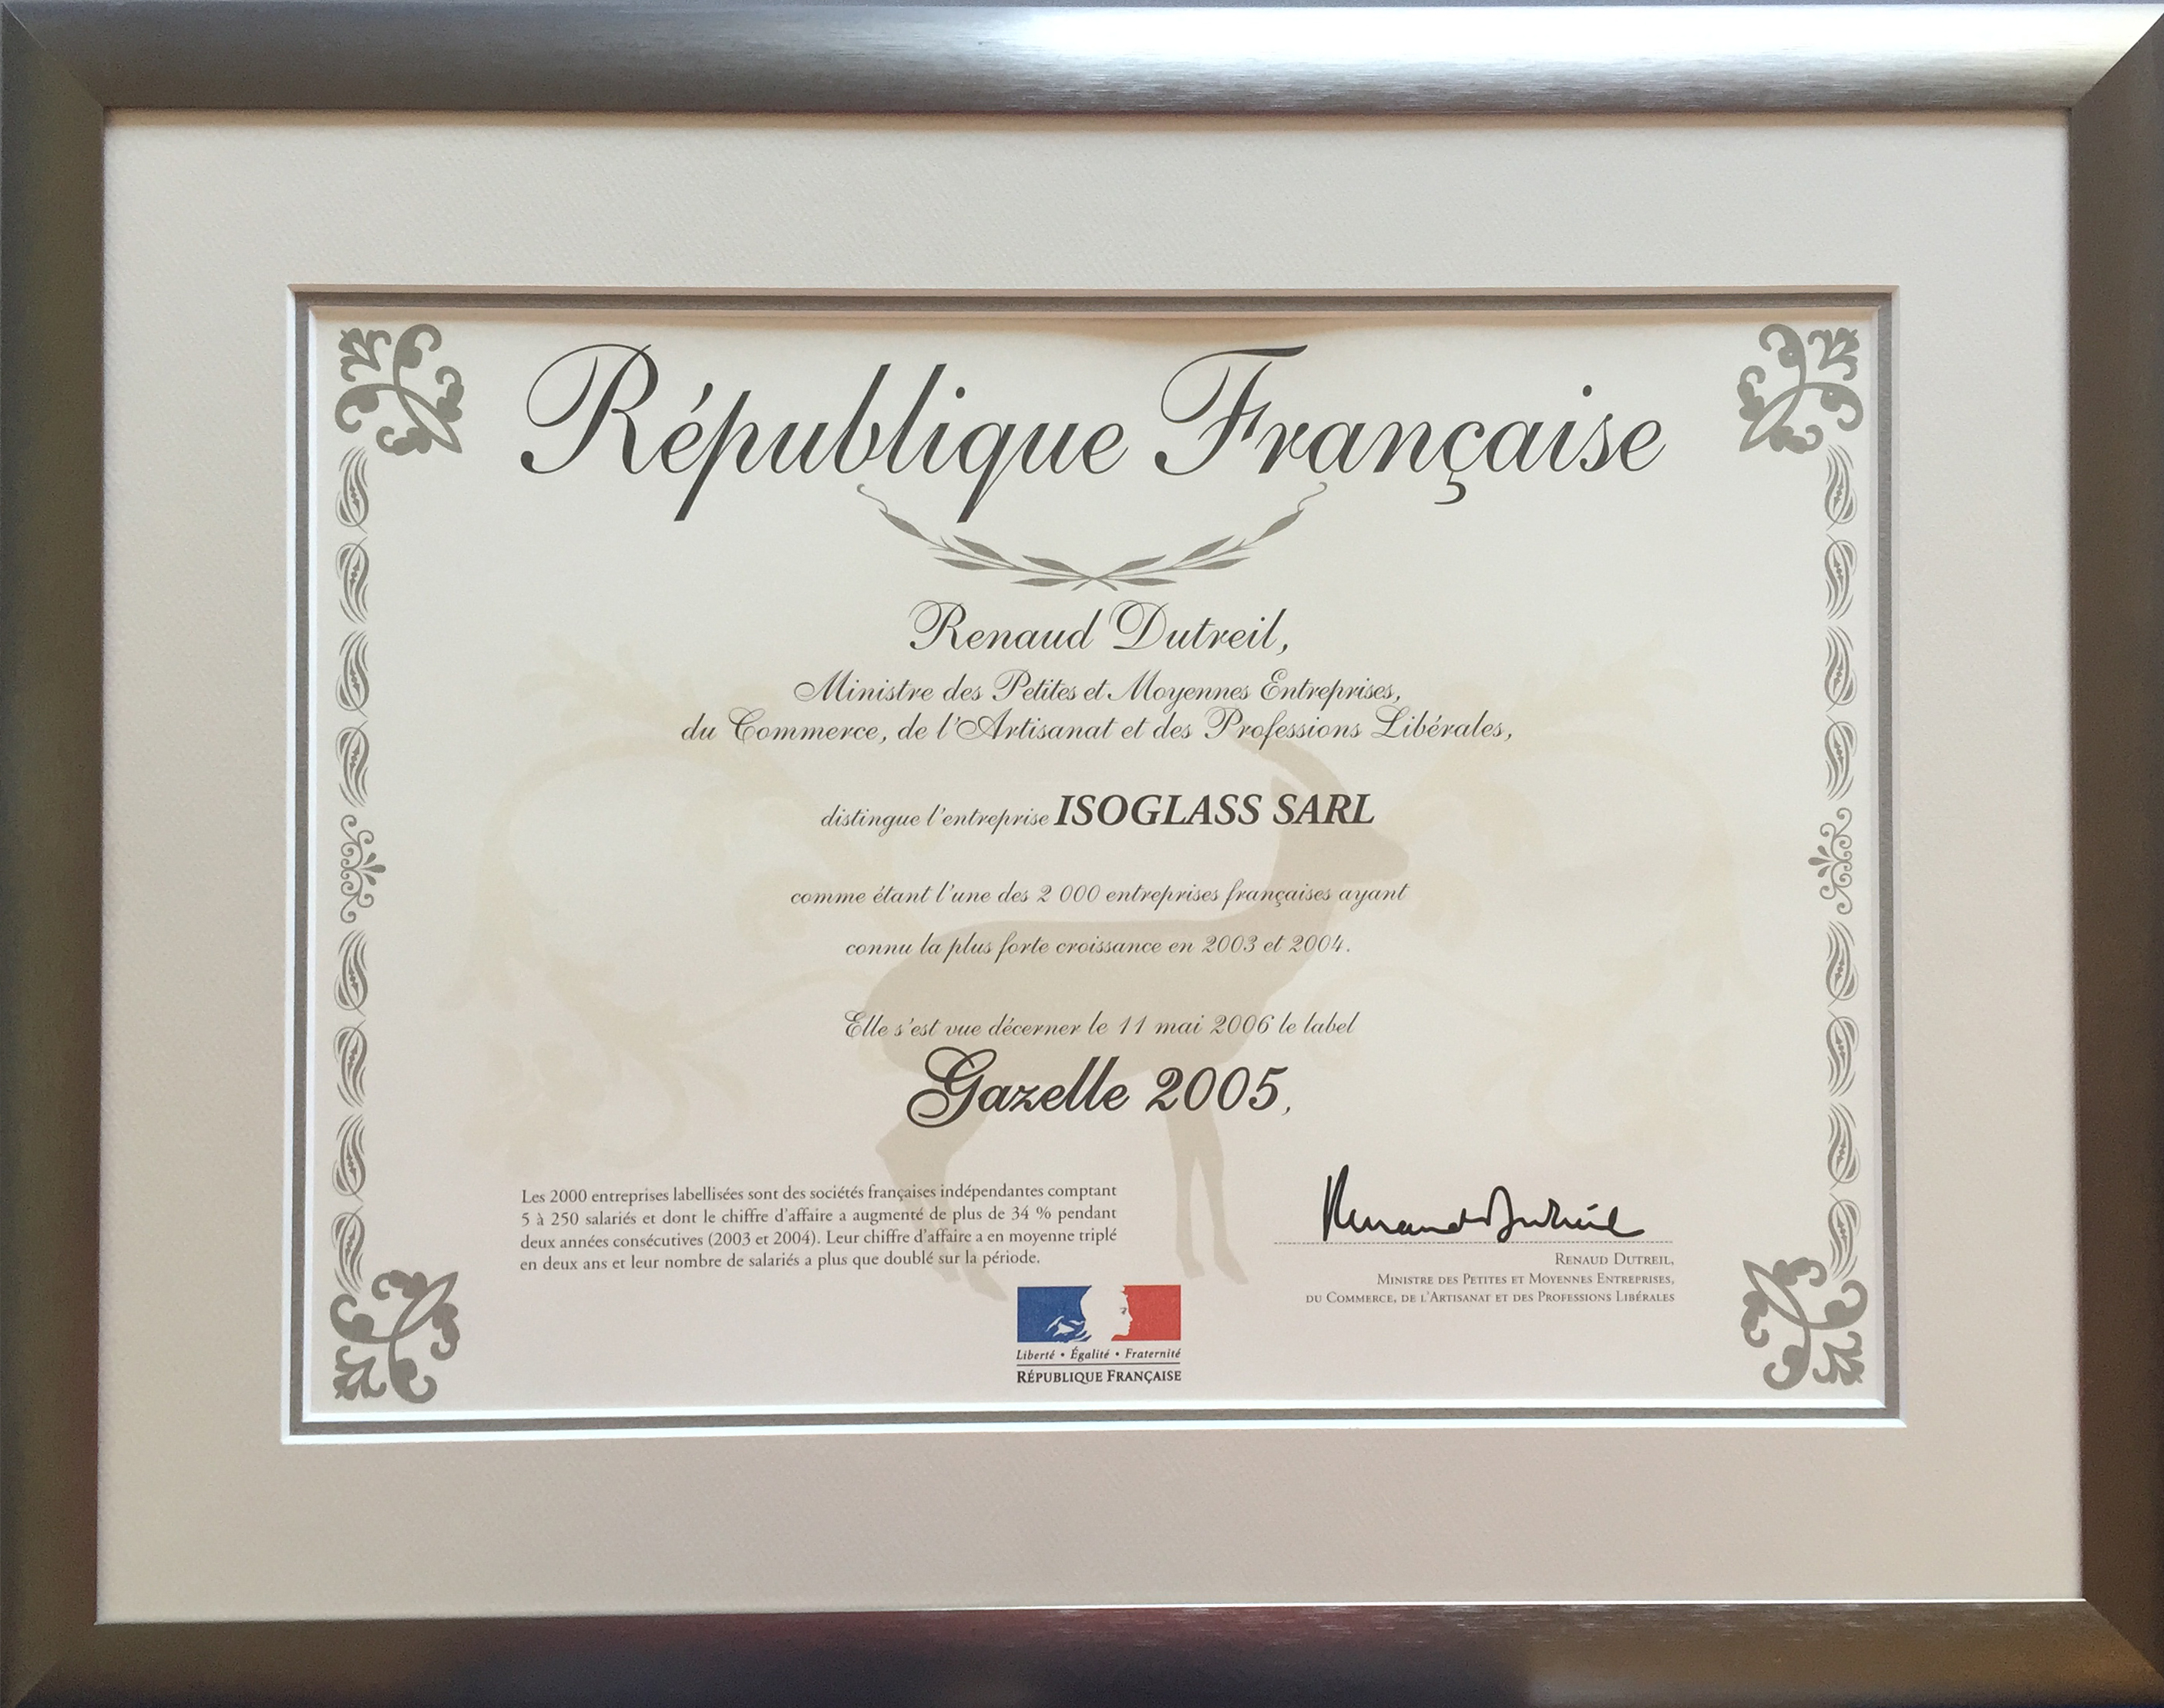 République Française
Renaud Dutreil,
Ministre des Petites et Moyennes Entreprises,
du Commerce, de l'Artisanat et des Professions Libérales,
distingue l'entreprise ISOGLASS SARL
comme étant l'une des 2 000 entreprises françaises ayant
connu la plus forte croissance en 2003 et 2004.
Elle s'est vue décerner le 11 mai 2006 le label
Gazelle 2005,
Les 2000 entreprises labellisées sont des sociétés françaises indépendantes comptant
5 à 250 salariés et dont le chiffre d'affaire a augmenté de plus de 34 % pendant
deux années consécutives (2003 et 2004). Leur chiffre d'affaire a en moyenne triplé
en deux ans et leur nombre de salariés a plus que doublé sur la période.
Renaud Dutreil
RENAUD DUTREIL,
MINISTRE DES PETITES ET MOYENNES ENTREPRISES,
DU COMMERCE, DE L'ARTISANAT ET DES PROFESSIONS LIBÉRALES
Liberté • Égalité • Fraternité
RÉPUBLIQUE FRANÇAISE